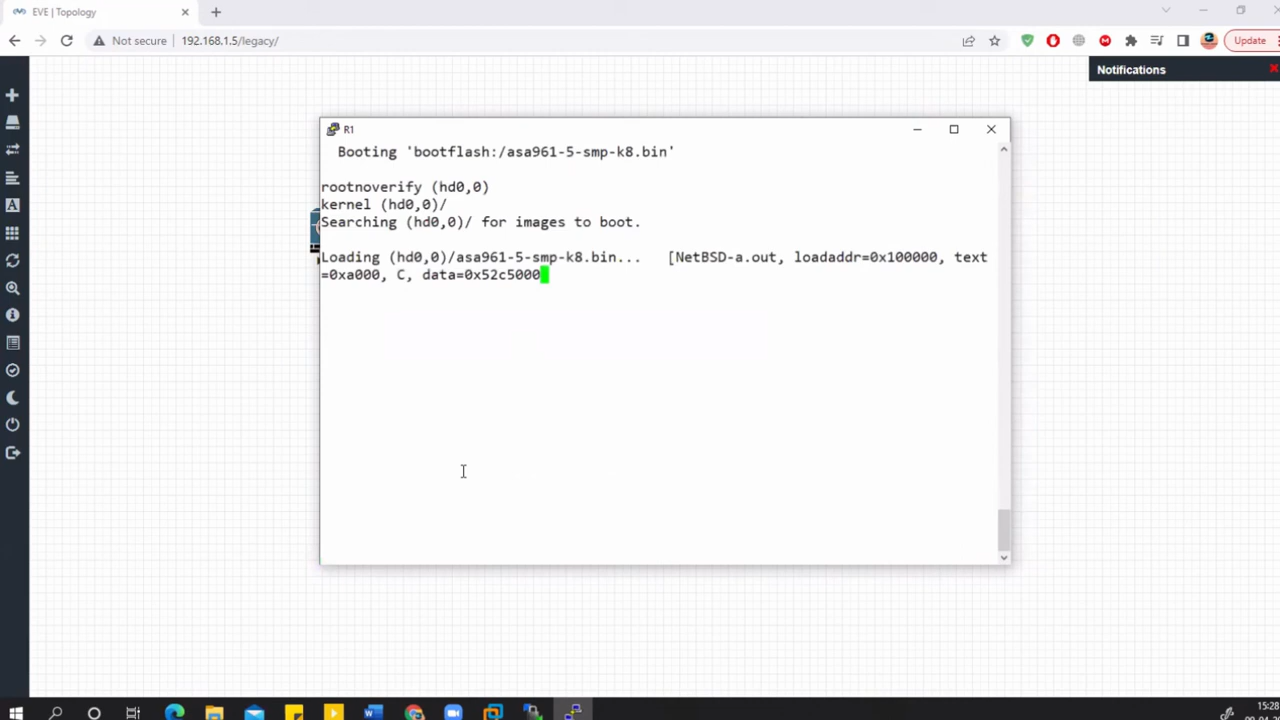 EVE | Topology
Not secure
192.168.1.5/legacy/
Update
Notifications
R1
Booting 'bootflash:/asa961-5-smp-k8.bin'
rootnoverify (hd0,0)
kernel (hd0,0)/
Searching (hd0,0)/ for images to boot.
Loading (hd0,0)/asa961-5-smp-k8.bin... [NetBSD-a.out, loadaddr=0x100000, text
=0xa000, C, data=0x52c5000
15:28